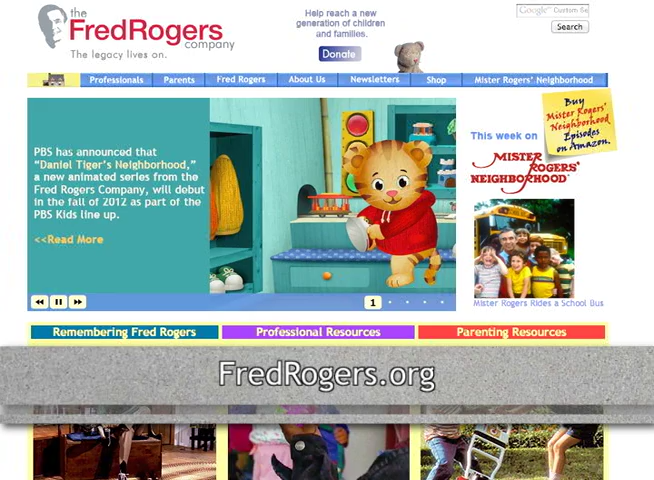 the
FredRogers
company
The legacy lives on.
Help reach a new
generation of children
and families.
Donate
Google™ Custom Se
Search
Professionals
Parents
Fred Rogers
About Us
Newsletters
Shop
Mister Rogers' Neighborhood
PBS has announced that
"Daniel Tiger's Neighborhood,"
a new animated series from the
Fred Rogers Company, will debut
in the fall of 2012 as part of the
PBS Kids line up.
<<Read More
1
Buy
Mister Rogers'
Neighborhood
Episodes
on Amazon.
This week on
MISTER
ROGERS'
NEIGHBORHOOD
Mister Rogers Rides a School Bus
Remembering Fred Rogers
Professional Resources
Parenting Resources
FredRogers.org